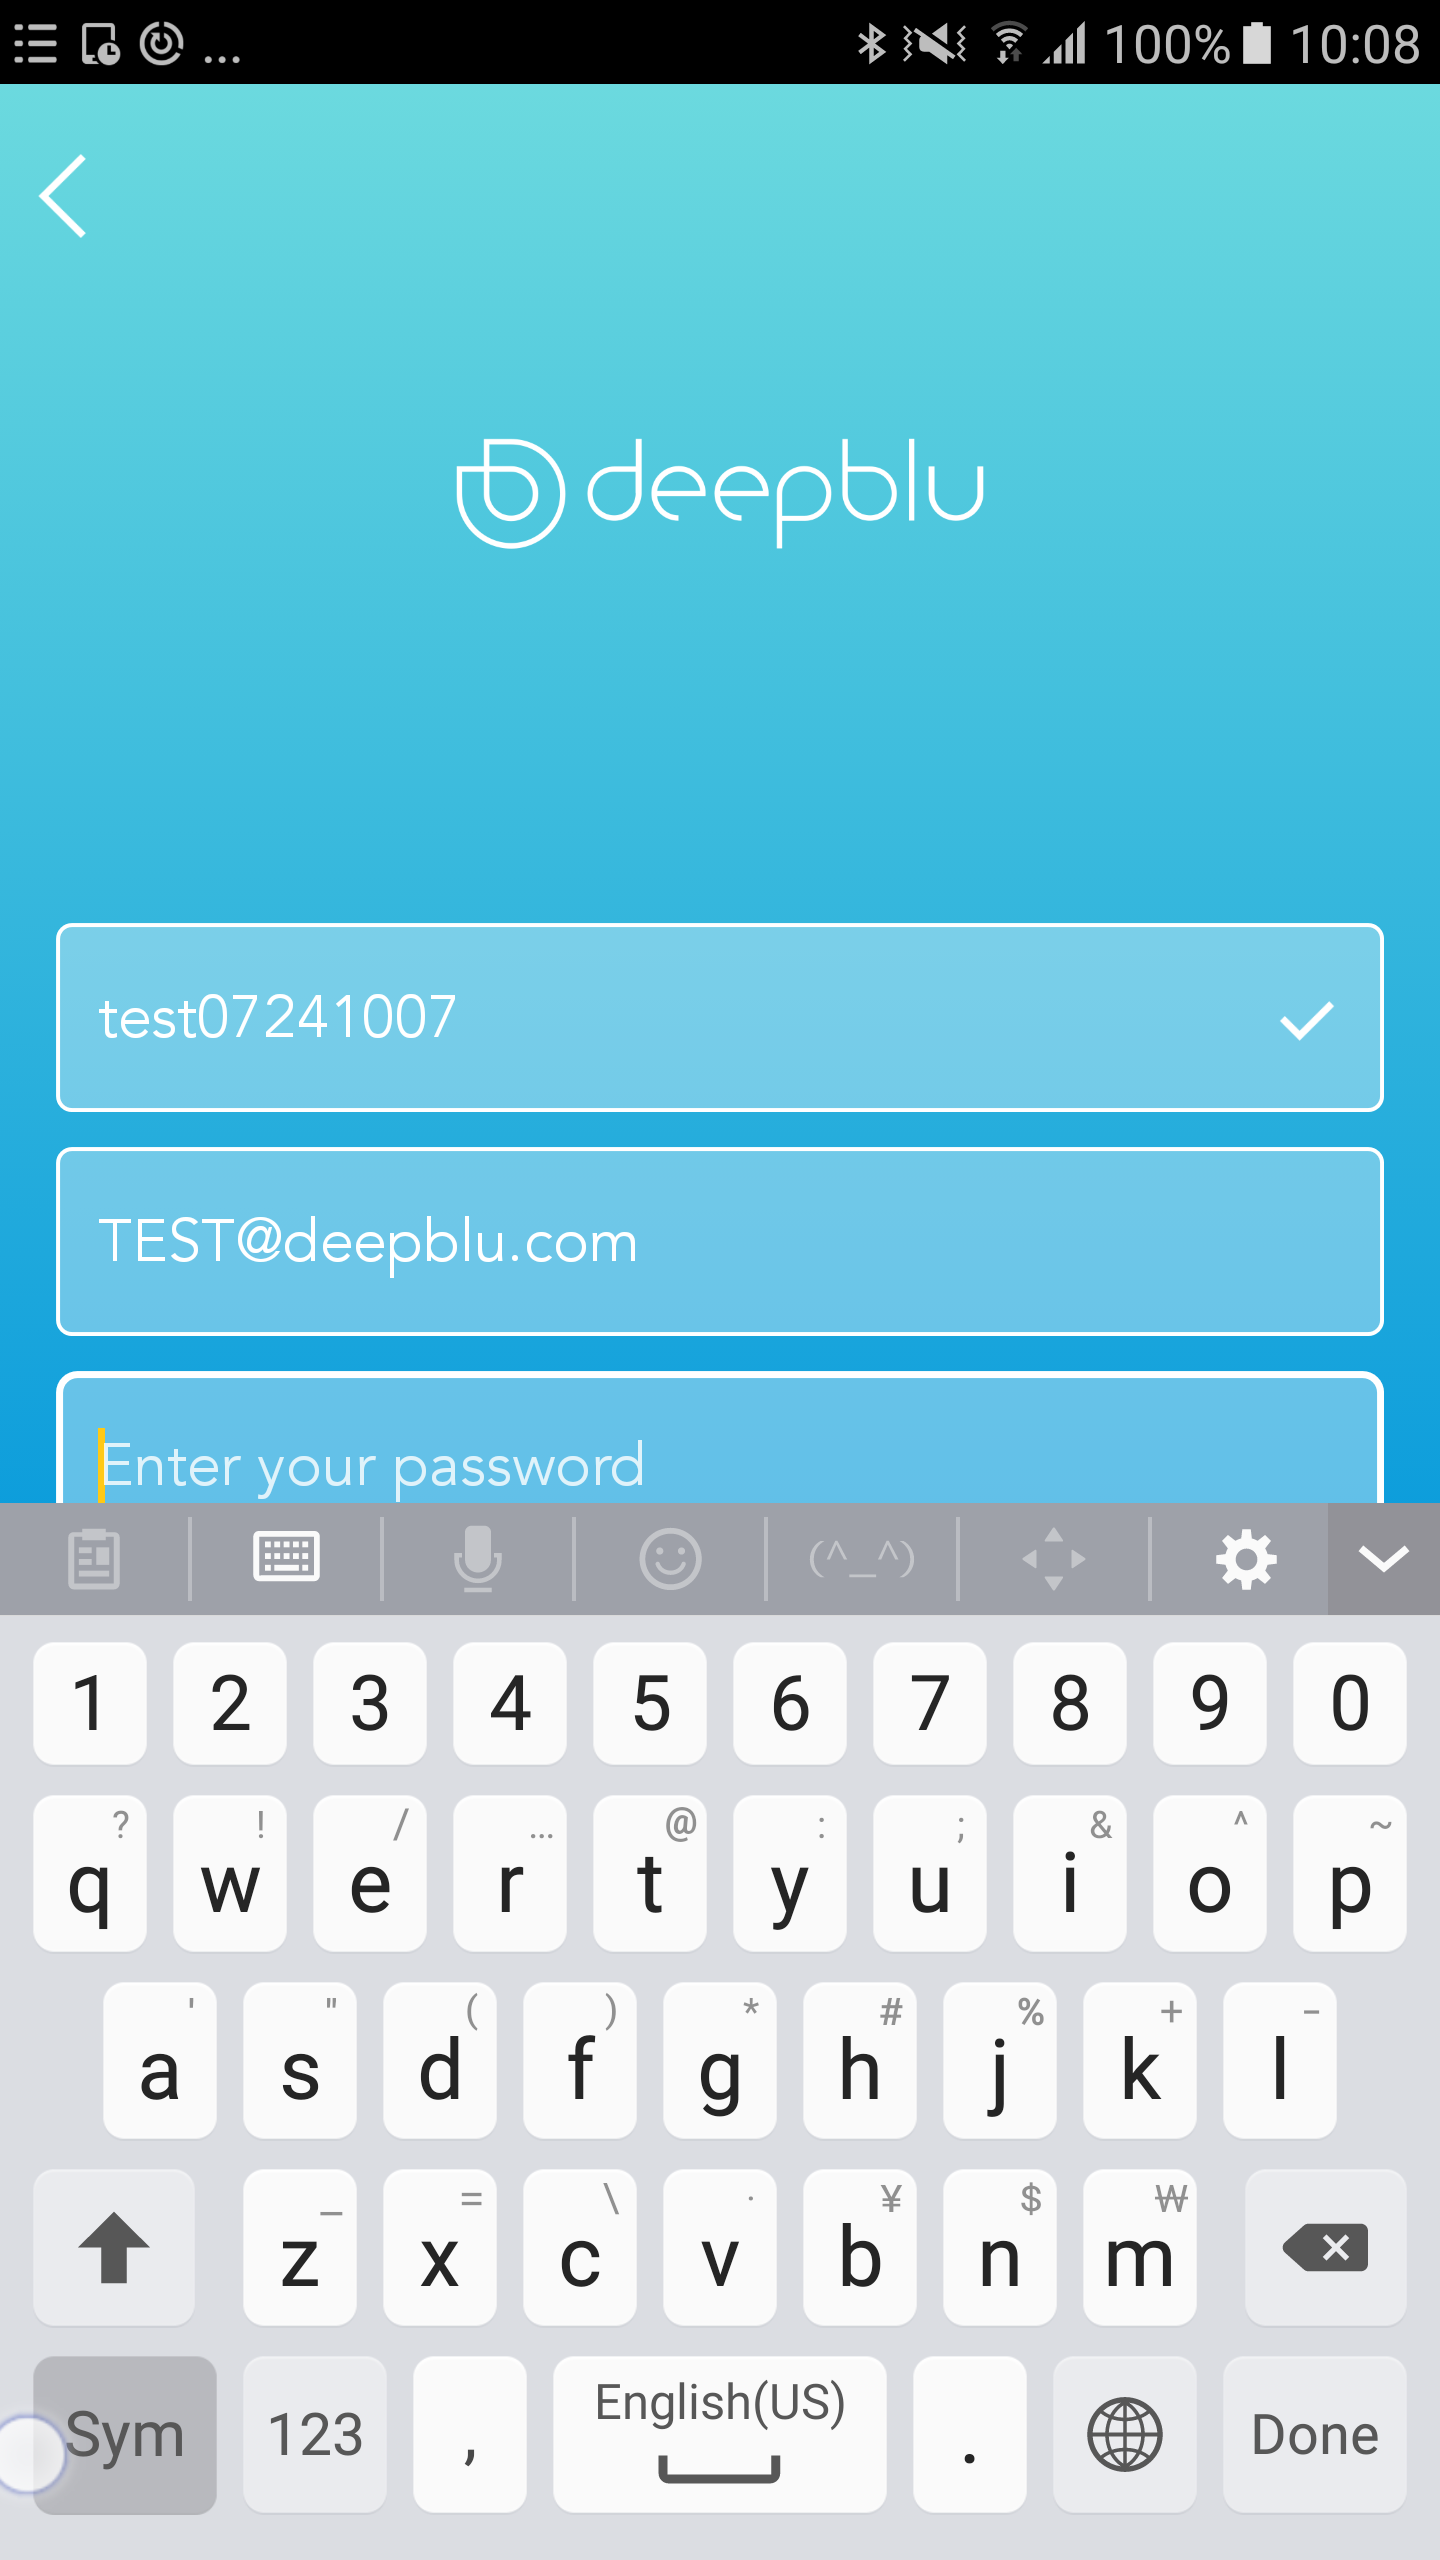 ... 100% 10:08
deepblu
test07241007
TEST@deepblu.com
Enter your password
(^_^)
1 2 3 4 5 6 7 8 9 0
? ! / ... @ : ; & ^ ~
q w e r t y u i o p
' " ( ) * # % + -
a s d f g h j k l
_ = \ · ¥ $ ₩
z x c v b n m
Sym 123 , English(US) . Done